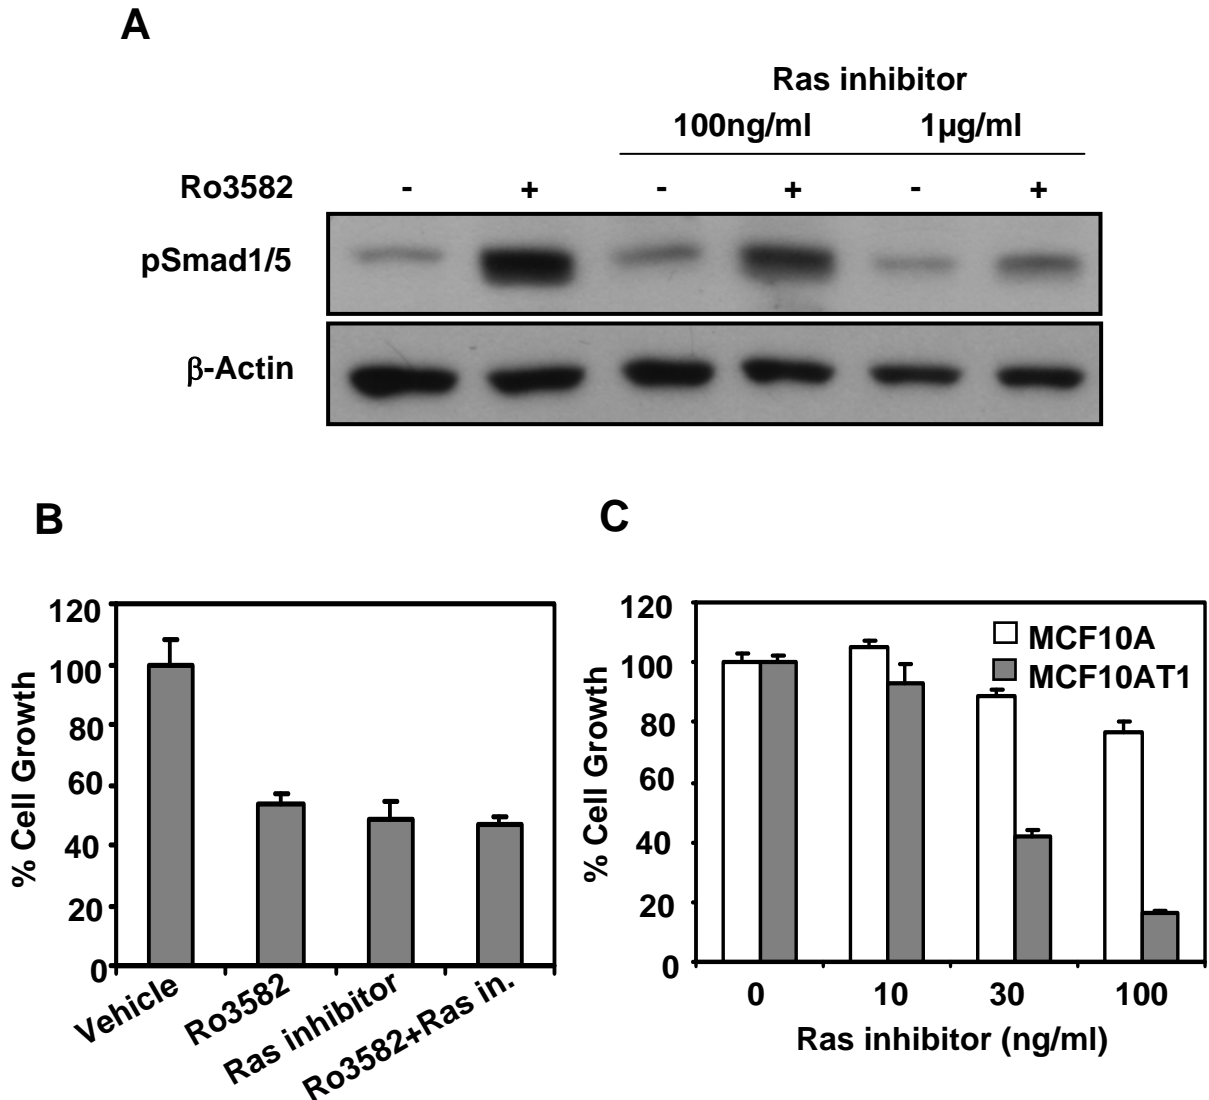 A
Ras inhibitor
100ng/ml 1µg/ml
Ro3582 - + - + - +
pSmad1/5
β-Actin
B
% Cell Growth
120
100
80
60
40
20
0
Vehicle
Ro3582
Ras inhibitor
Ro3582+Ras in.
C
% Cell Growth
120
100
80
60
40
20
0
MCF10A
MCF10AT1
0 10 30 100
Ras inhibitor (ng/ml)